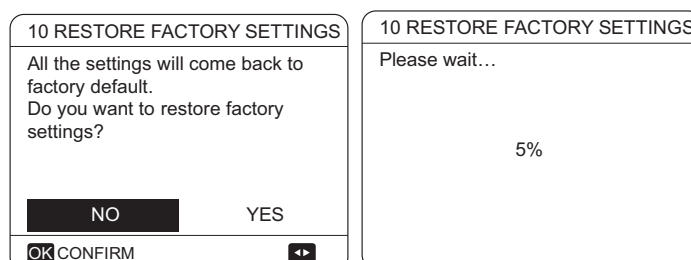 10 RESTORE FACTORY SETTINGS
All the settings will come back to
factory default.
Do you want to restore factory
settings?
NO YES
OK CONFIRM
10 RESTORE FACTORY SETTINGS
Please wait…
5%